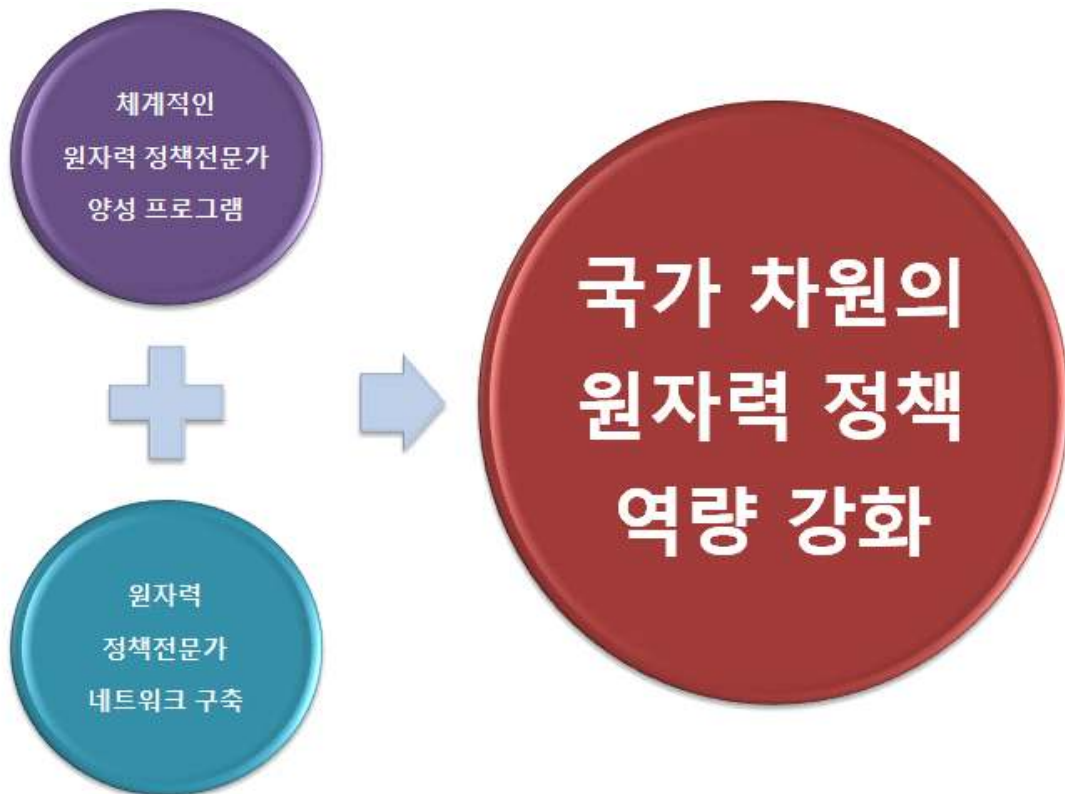 체계적인
원자력 정책전문가
양성 프로그램
원자력
정책전문가
네트워크 구축
국가 차원의
원자력 정책
역량 강화